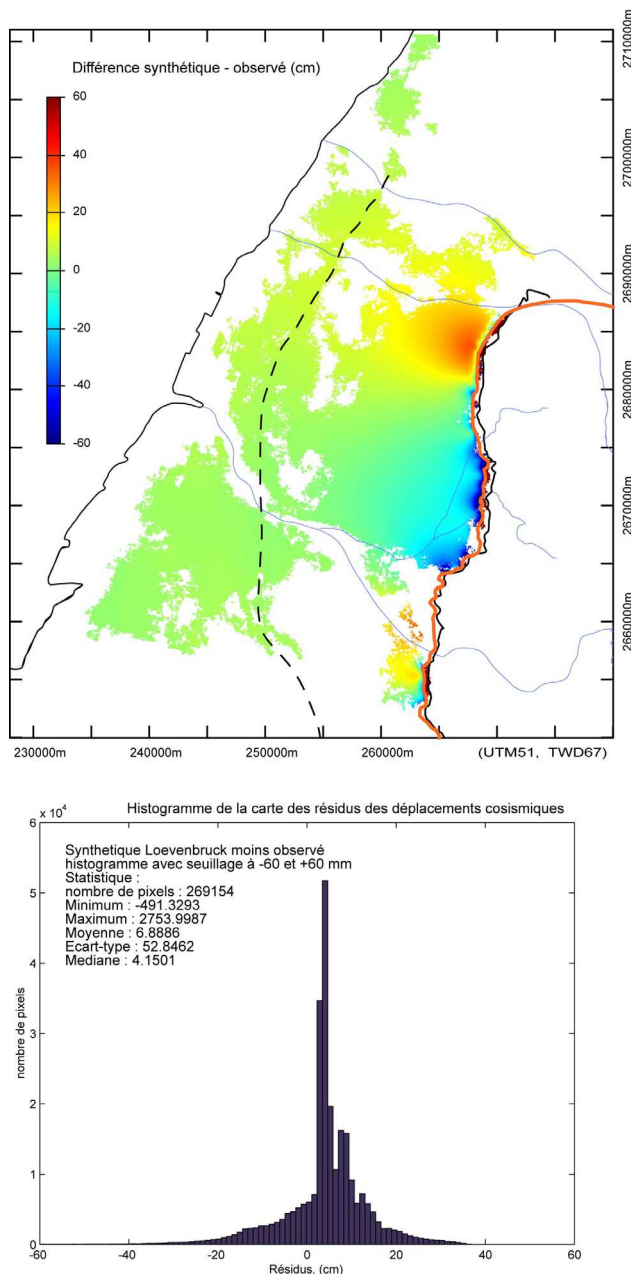 Différence synthétique - observé (cm)
60
40
20
0
-20
-40
-60
2710000m
2700000m
2690000m
2680000m
2670000m
2660000m
230000m
240000m
250000m
260000m
(UTM51, TWD67)
Histogramme de la carte des résidus des déplacements cosismiques
6 x 10^4
Synthetique Loevenbruck moins observé
histogramme avec seuillage à -60 et +60 mm
Statistique :
nombre de pixels : 269154
Minimum : -491.3293
Maximum : 2753.9987
Moyenne : 6.8886
Ecart-type : 52.8462
Mediane : 4.1501
5
4
3
2
1
0
nombre de pixels
-60
-40
-20
0
20
40
60
Résidus, (cm)